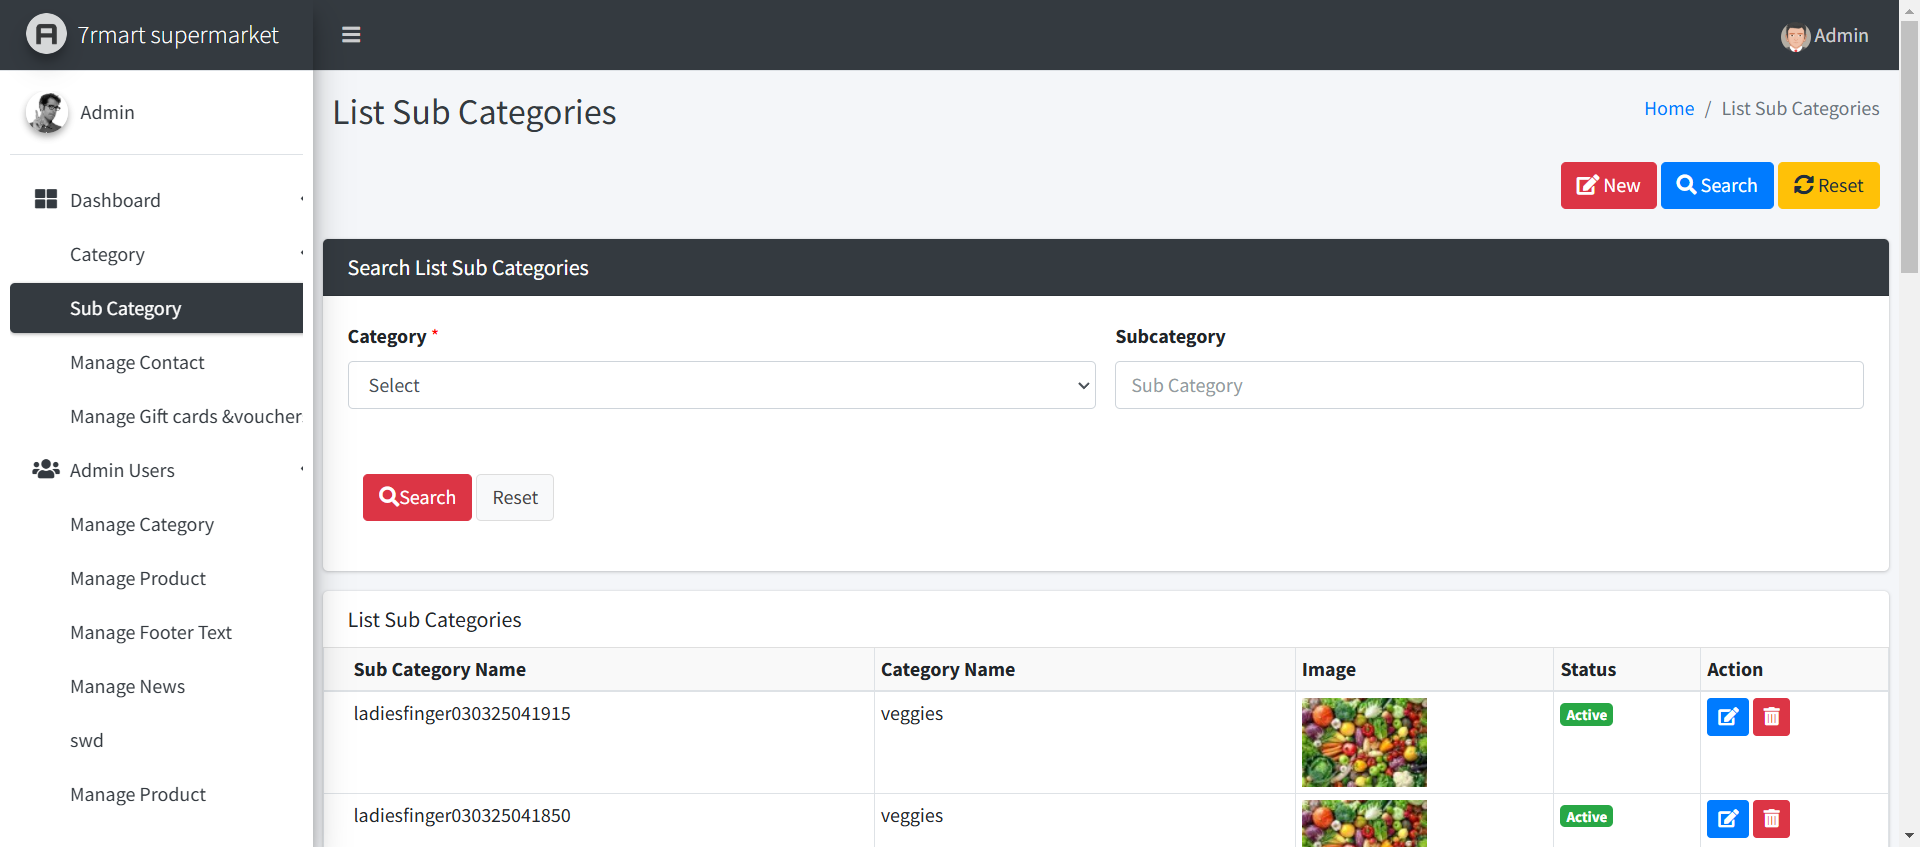 7rmart supermarket
Admin
Admin
List Sub Categories
Home / List Sub Categories
New
Search
Reset
Dashboard
Category
Sub Category
Manage Contact
Manage Gift cards &voucher
Admin Users
Manage Category
Manage Product
Manage Footer Text
Manage News
swd
Manage Product
Search List Sub Categories
Category *
Subcategory
Select
Sub Category
Search
Reset
List Sub Categories
Sub Category Name Category Name Image Status Action
ladiesfinger030325041915 veggies Active
ladiesfinger030325041850 veggies Active